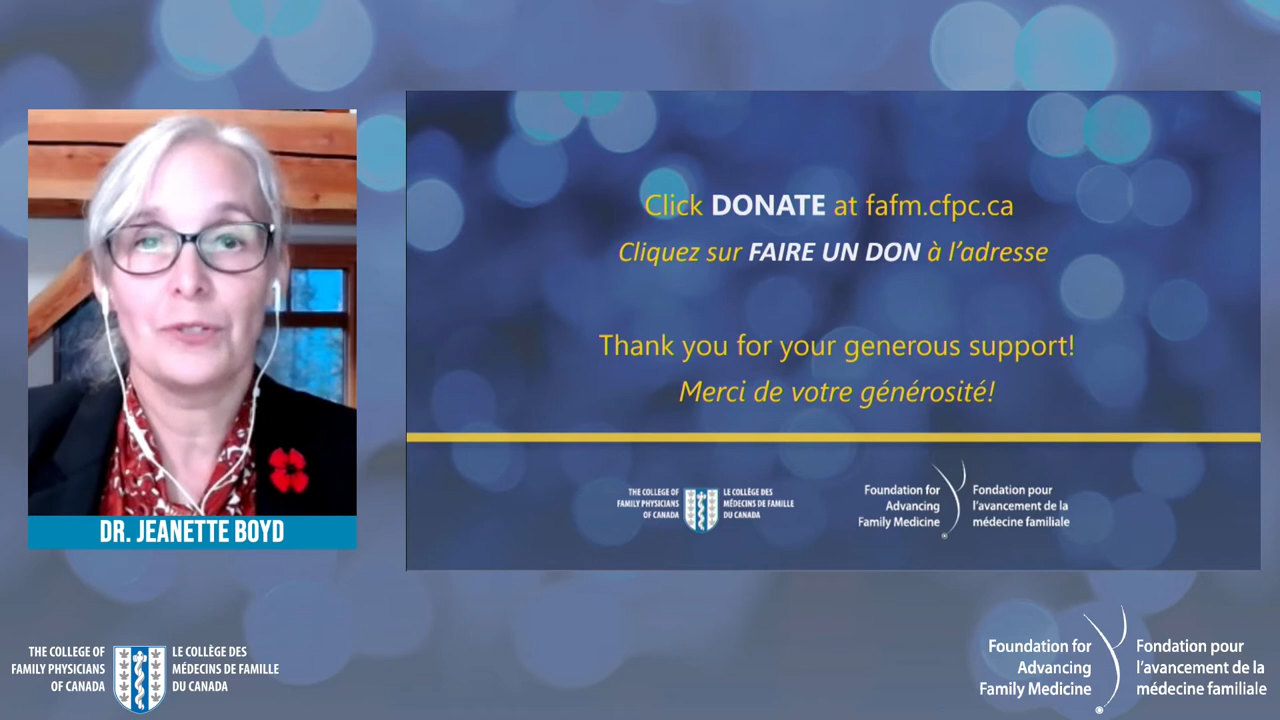 Click DONATE at fafm.cfpc.ca
Cliquez sur FAIRE UN DON à l'adresse
Thank you for your generous support!
Merci de votre générosité!
THE COLLEGE OF
FAMILY PHYSICIANS
OF CANADA
LE COLLÈGE DES
MÉDECINS DE FAMILLE
DU CANADA
Foundation for
Advancing
Family Medicine
Fondation pour
l'avancement de la
médecine familiale
DR. JEANETTE BOYD
THE COLLEGE OF
FAMILY PHYSICIANS
OF CANADA
LE COLLÈGE DES
MÉDECINS DE FAMILLE
DU CANADA
Foundation for
Advancing
Family Medicine
Fondation pour
l'avancement de la
médecine familiale